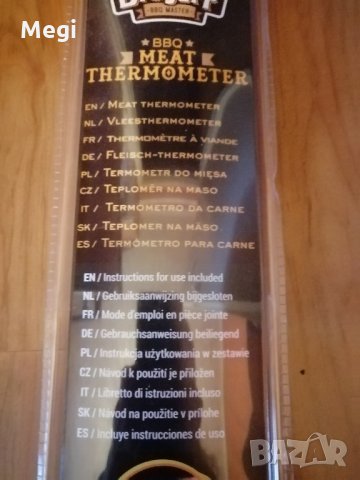 Megi
BBQ MASTER
BBQ
MEAT
THERMOMETER
EN / MEAT THERMOMETER
NL / VLEESTHERMOMETER
FR / THERMOMÈTRE À VIANDE
DE / FLEISCH-THERMOMETER
PL / TERMOMETR DO MIĘSA
CZ / TEPLOMĚR NA MASO
IT / TERMOMETRO DA CARNE
SK / TEPLOMER NA MÄSO
ES / TERMÓMETRO PARA CARNE
EN / Instructions for use included
NL / Gebruiksaanwijzing bijgesloten
FR / Mode d'emploi en pièce jointe
DE / Gebrauchsanweisung beiliegend
PL / Instrukcja użytkowania w zestawie
CZ / Návod k použití je přiložen
IT / Libretto di istruzioni incluso
SK / Návod na použitie v prílohe
ES / Incluye instrucciones de uso
BAZAR